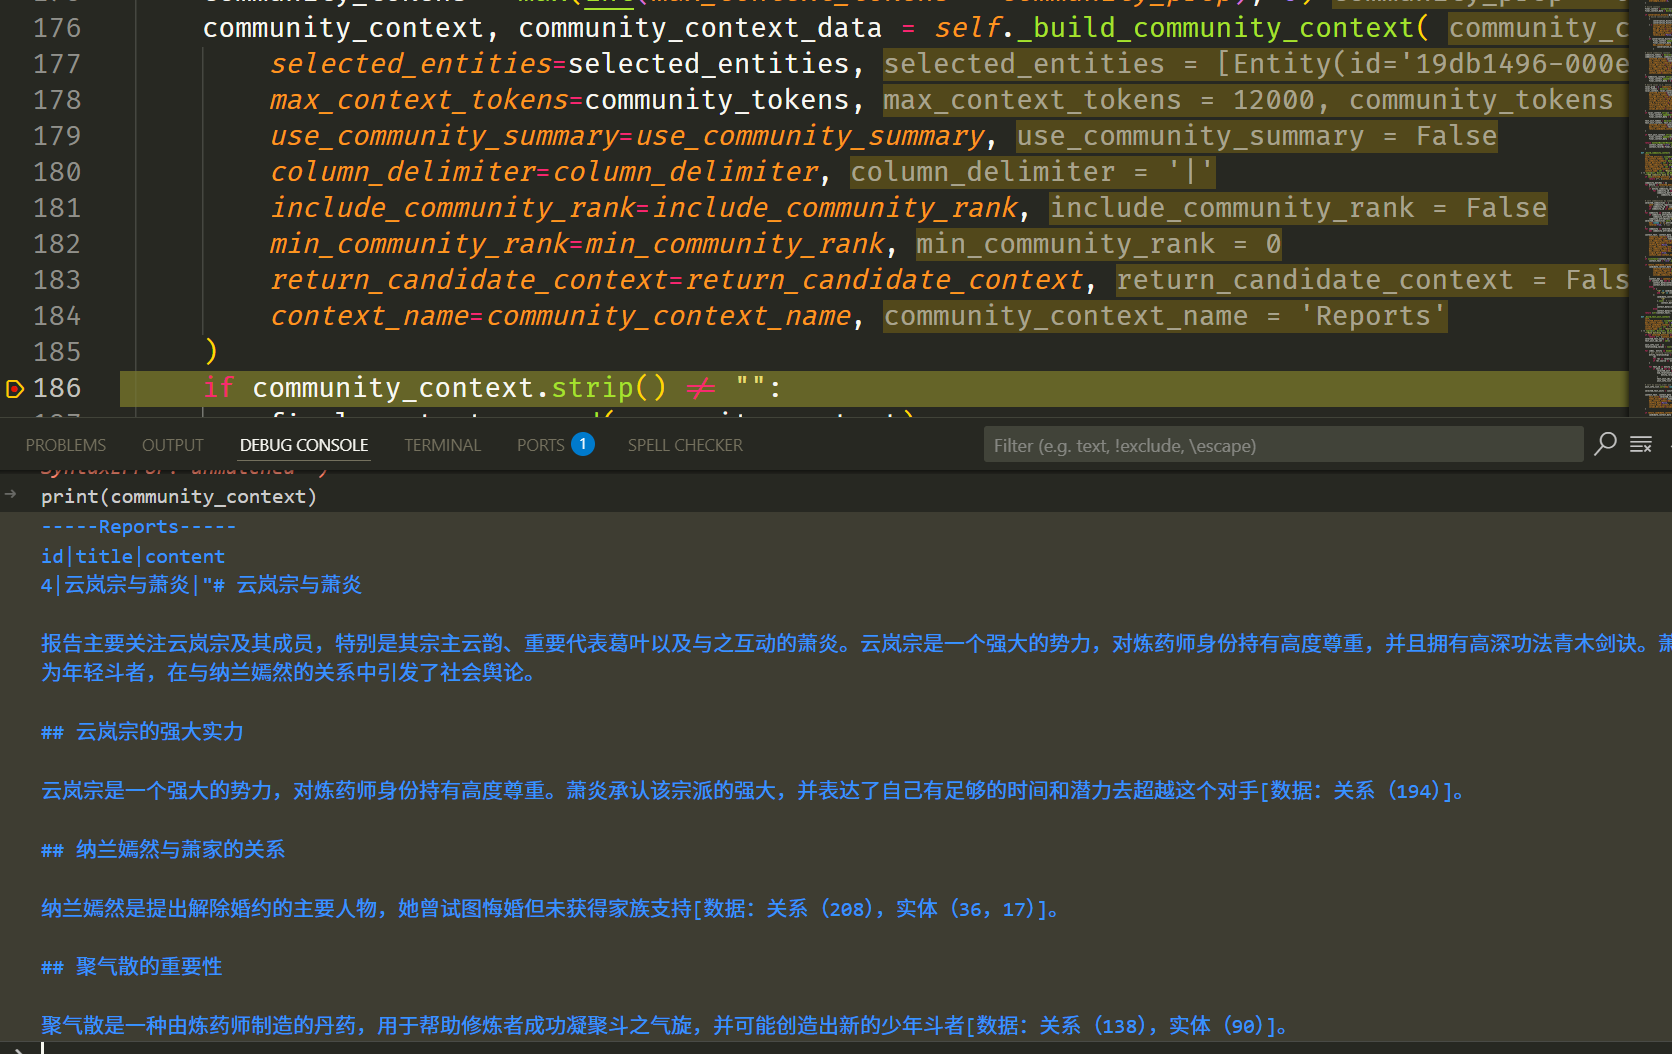 176 community_context, community_context_data = self._build_community_context( community_c
177 selected_entities=selected_entities, selected_entities = [Entity(id='19db1496-000e
178 max_context_tokens=community_tokens, max_context_tokens = 12000, community_tokens
179 use_community_summary=use_community_summary, use_community_summary = False
180 column_delimiter=column_delimiter, column_delimiter = '|'
181 include_community_rank=include_community_rank, include_community_rank = False
182 min_community_rank=min_community_rank, min_community_rank = 0
183 return_candidate_context=return_candidate_context, return_candidate_context = Fals
184 context_name=community_context_name, community_context_name = 'Reports'
185 )
186 if community_context.strip() ≠ "":
PROBLEMS OUTPUT DEBUG CONSOLE TERMINAL PORTS 1 SPELL CHECKER Filter (e.g. text, !exclude, \escape)
print(community_context)
-----Reports-----
id|title|content
4|云岚宗与萧炎|"# 云岚宗与萧炎
报告主要关注云岚宗及其成员，特别是其宗主云韵、重要代表葛叶以及与之互动的萧炎。云岚宗是一个强大的势力，对炼药师身份持有高度尊重，并且拥有高深功法青木剑诀。萧
为年轻斗者，在与纳兰嫣然的关系中引发了社会舆论。
## 云岚宗的强大实力
云岚宗是一个强大的势力，对炼药师身份持有高度尊重。萧炎承认该宗派的强大，并表达了自己有足够的时间和潜力去超越这个对手[数据：关系（194）]。
## 纳兰嫣然与萧家的关系
纳兰嫣然是提出解除婚约的主要人物，她曾试图悔婚但未获得家族支持[数据：关系（208），实体（36，17）]。
## 聚气散的重要性
聚气散是一种由炼药师制造的丹药，用于帮助修炼者成功凝聚斗之气旋，并可能创造出新的少年斗者[数据：关系（138），实体（90）]。